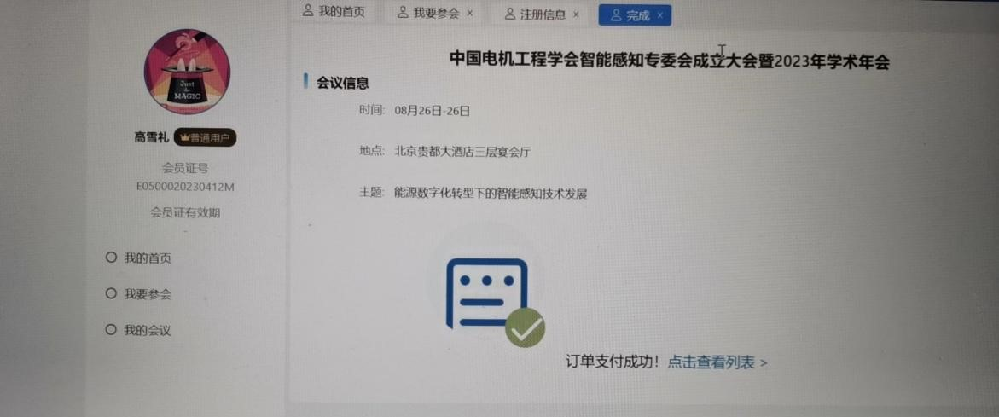 我的首页
我要参会 ×
注册信息 ×
完成 ×
Just
do
MAGIC
高雪礼 普通用户
会员证号
E0500020230412M
会员证有效期
-
我的首页
我要参会
我的会议
中国电机工程学会智能感知专委会成立大会暨2023年学术年会
会议信息
时间: 08月26日-26日
地点: 北京贵都大酒店三层宴会厅
主题: 能源数字化转型下的智能感知技术发展
订单支付成功! 点击查看列表 >